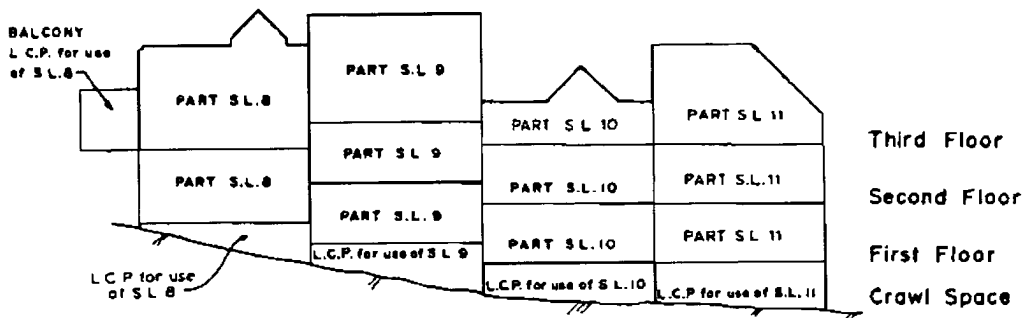 BALCONY
L.C.P. for use
of S.L.8
PART S.L.8
PART S.L.8
L.C.P. for use
of S.L.8
PART S.L 9
PART S.L 9
PART S.L.9
L.C.P. for use of S.L 9
PART S.L 10
PART S.L.10
PART S.L.10
L.C.P. for use of S.L.10
PART S.L 11
PART S.L.11
PART S.L 11
L.C.P for use of S.L.11
Third Floor
Second Floor
First Floor
Crawl Space